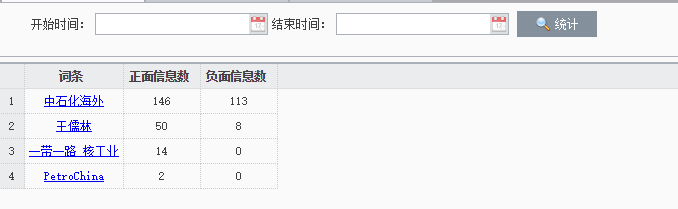 开始时间： 结束时间： 统计
词条 正面信息数 负面信息数
1 中石化海外 146 113
2 王儒林 50 8
3 一带一路 核工业 14 0
4 PetroChina 2 0